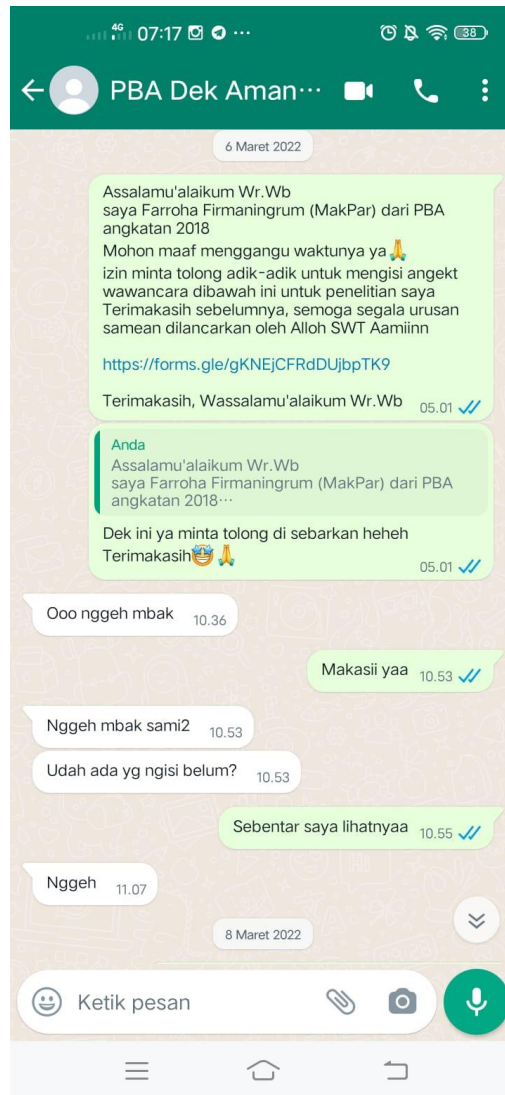 4G 07:17 ...
38
PBA Dek Aman...
6 Maret 2022
Assalamu'alaikum Wr.Wb
saya Farroha Firmaningrum (MakPar) dari PBA
angkatan 2018
Mohon maaf menggangu waktunya ya🙏
izin minta tolong adik-adik untuk mengisi angekt
wawancara dibawah ini untuk penelitian saya
Terimakasih sebelumnya, semoga segala urusan
samean dilancarkan oleh Alloh SWT Aamiinn
https://forms.gle/gKNEjCFRdDUjbpTK9
Terimakasih, Wassalamu'alaikum Wr.Wb 05.01
Anda
Assalamu'alaikum Wr.Wb
saya Farroha Firmaningrum (MakPar) dari PBA
angkatan 2018...
Dek ini ya minta tolong di sebarkan heheh
Terimakasih🤩🙏 05.01
Ooo nggeh mbak 10.36
Makasii yaa 10.53
Nggeh mbak sami2 10.53
Udah ada yg ngisi belum? 10.53
Sebentar saya lihatnyaa 10.55
Nggeh 11.07
8 Maret 2022
Ketik pesan